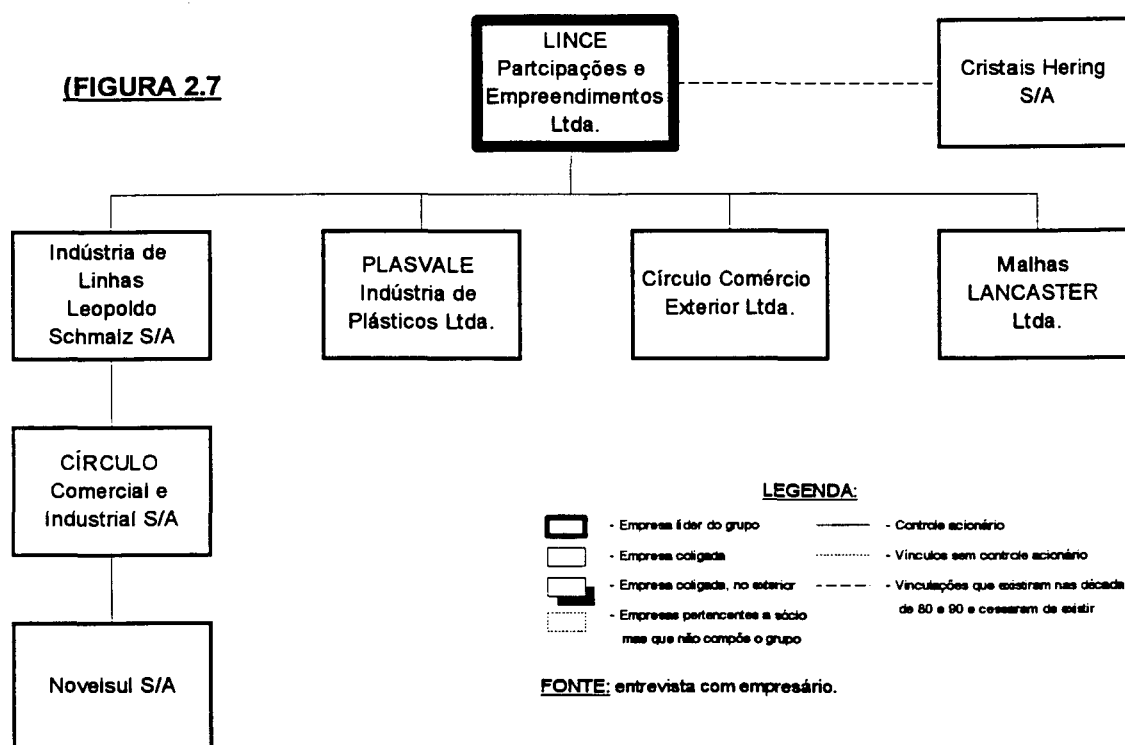 (FIGURA 2.7
LINCE
Partcipações e
Empreendimentos
Ltda.
Cristais Hering
S/A
Indústria de
Linhas
Leopoldo
Schmalz S/A
PLASVALE
Indústria de
Plásticos Ltda.
Círculo Comércio
Exterior Ltda.
Malhas
LANCASTER
Ltda.
CÍRCULO
Comercial e
Industrial S/A
Novelsul S/A
LEGENDA:
- Empresa líder do grupo
- Empresa coligada
- Empresa coligada, no exterior
- Empresas pertencentes a sócio
mas que não compõs o grupo
- Controle acionário
- Vínculos sem controle acionário
- Vinculações que existiram nas década
de 80 e 90 e cessaram de existir
FONTE: entrevista com empresário.